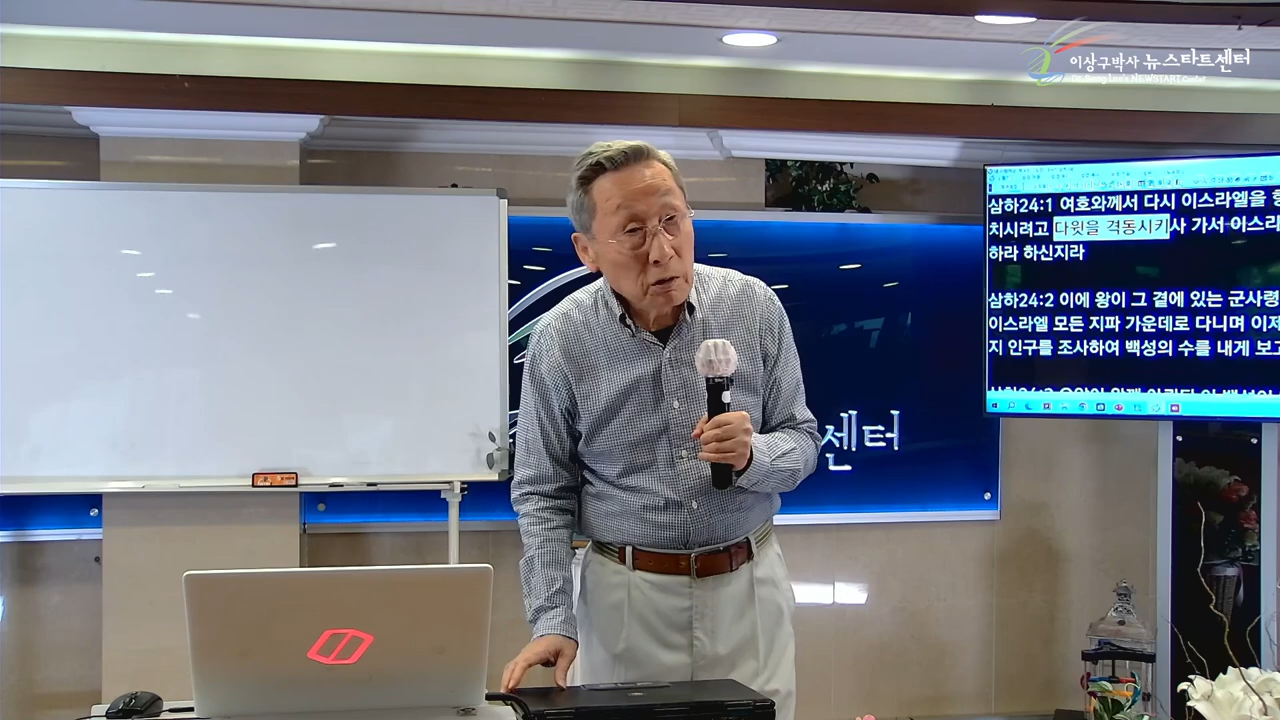 이상구박사 뉴스타트센터
Dr. Sang Lee's NEWSTART Center
삼하24:1 여호와께서 다시 이스라엘을
치시려고 다윗을 격동시키사 가서 이스라
하라 하신지라
삼하24:2 이에 왕이 그 곁에 있는 군사령
이스라엘 모든 지파 가운데로 다니며 이제
지 인구를 조사하여 백성의 수를 내게 보고
센터